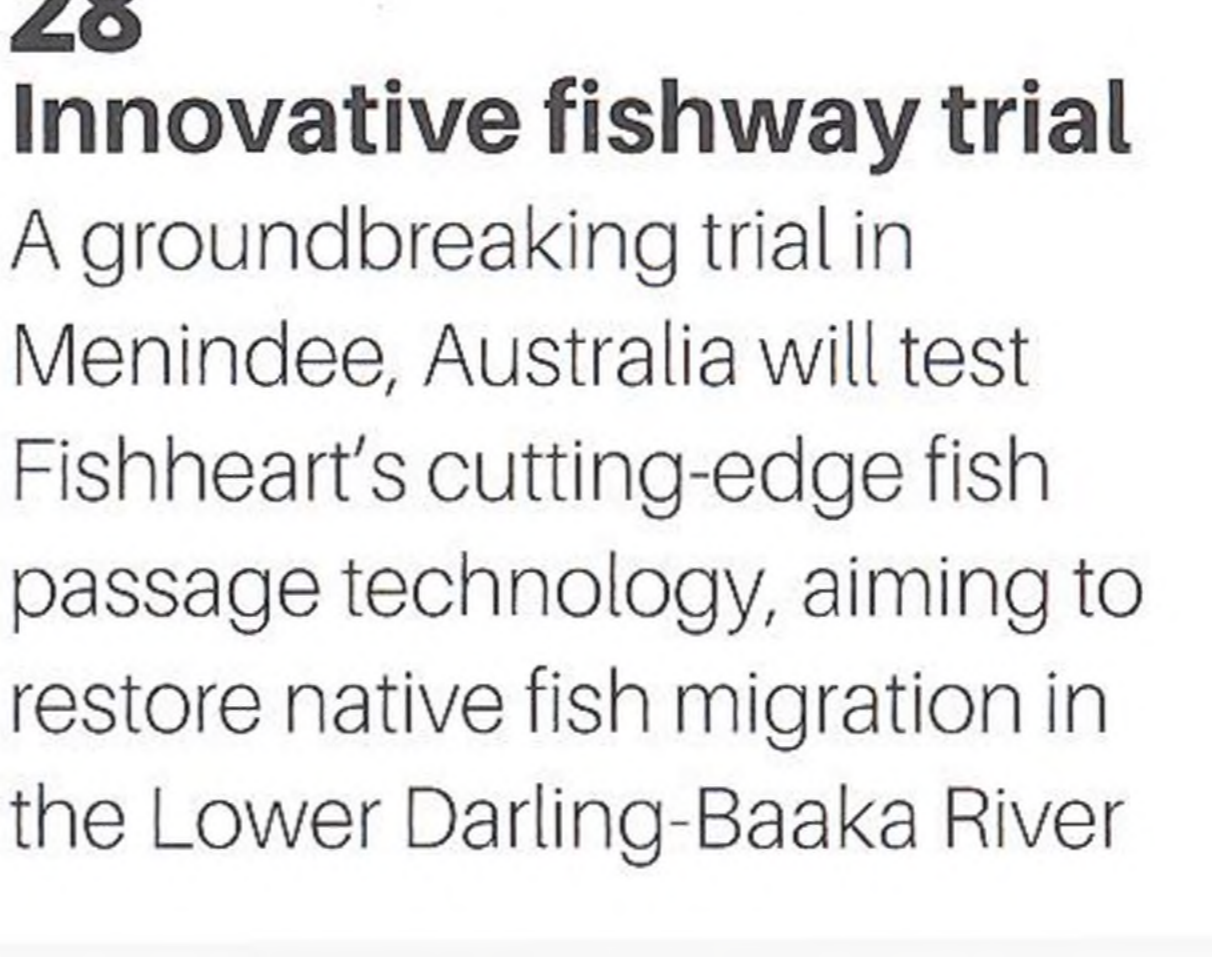 28
Innovative fishway trial
A groundbreaking trial in
Menindee, Australia will test
Fishheart's cutting-edge fish
passage technology, aiming to
restore native fish migration in
the Lower Darling-Baaka River